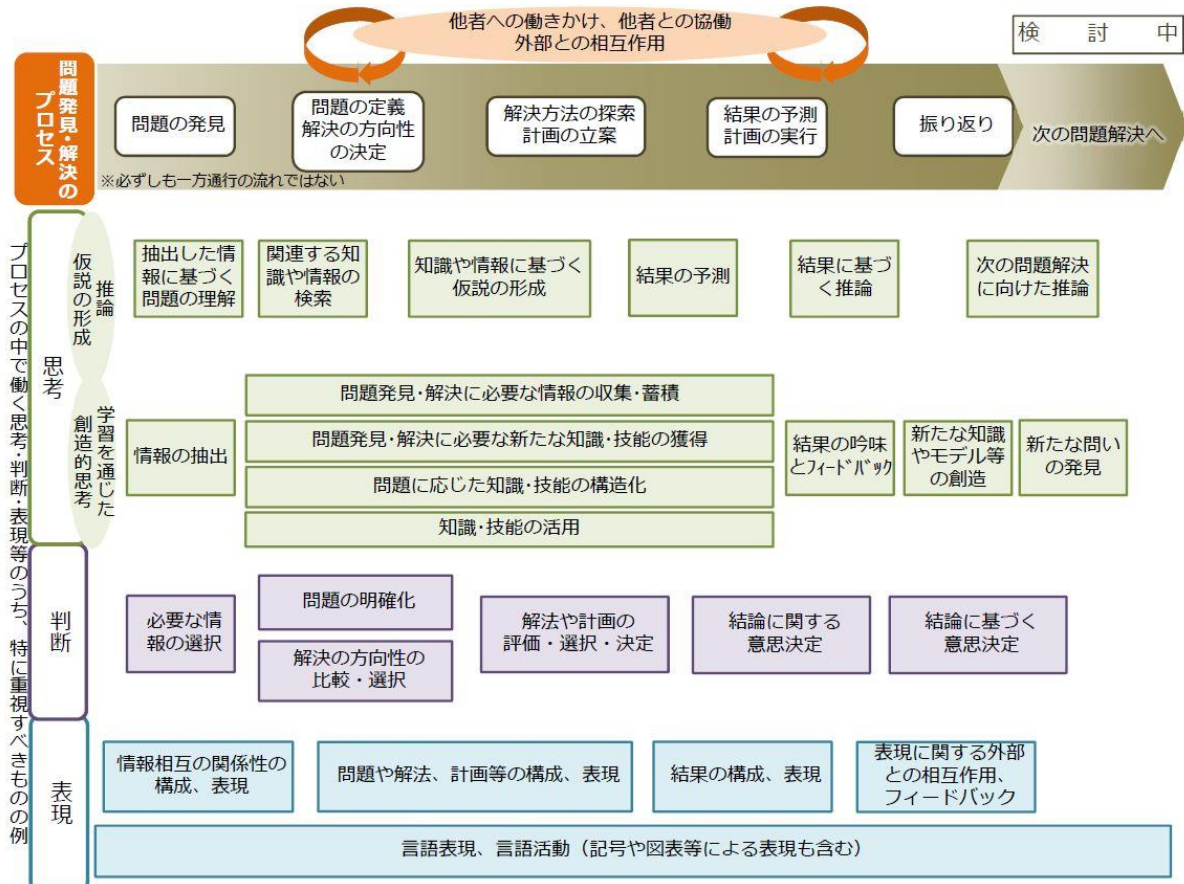 他者への働きかけ、他者との協働
外部との相互作用
検　討　中
問題発見・解決の
プロセス
問題の発見
問題の定義
解決の方向性
の決定
解決方法の探索
計画の立案
結果の予測
計画の実行
振り返り
次の問題解決へ
※必ずしも一方通行の流れではない
プロセスの中で働く思考・判断・表現等のうち、特に重視すべきものの例
思考
推論
仮説の形成
抽出した情
報に基づく
問題の理解
関連する知
識や情報の
検索
知識や情報に基づく
仮説の形成
結果の予測
結果に基づ
く推論
次の問題解決
に向けた推論
学習を通じた
創造的思考
情報の抽出
問題発見・解決に必要な情報の収集・蓄積
問題発見・解決に必要な新たな知識・技能の獲得
問題に応じた知識・技能の構造化
知識・技能の活用
結果の吟味
とﾌｨｰﾄﾞﾊﾞｯｸ
新たな知識
やモデル等
の創造
新たな問い
の発見
判断
必要な情
報の選択
問題の明確化
解決の方向性の
比較・選択
解法や計画の
評価・選択・決定
結論に関する
意思決定
結論に基づく
意思決定
表現
情報相互の関係性の
構成、表現
問題や解法、計画等の構成、表現
結果の構成、表現
表現に関する外部
との相互作用、
フィードバック
言語表現、言語活動（記号や図表等による表現も含む）